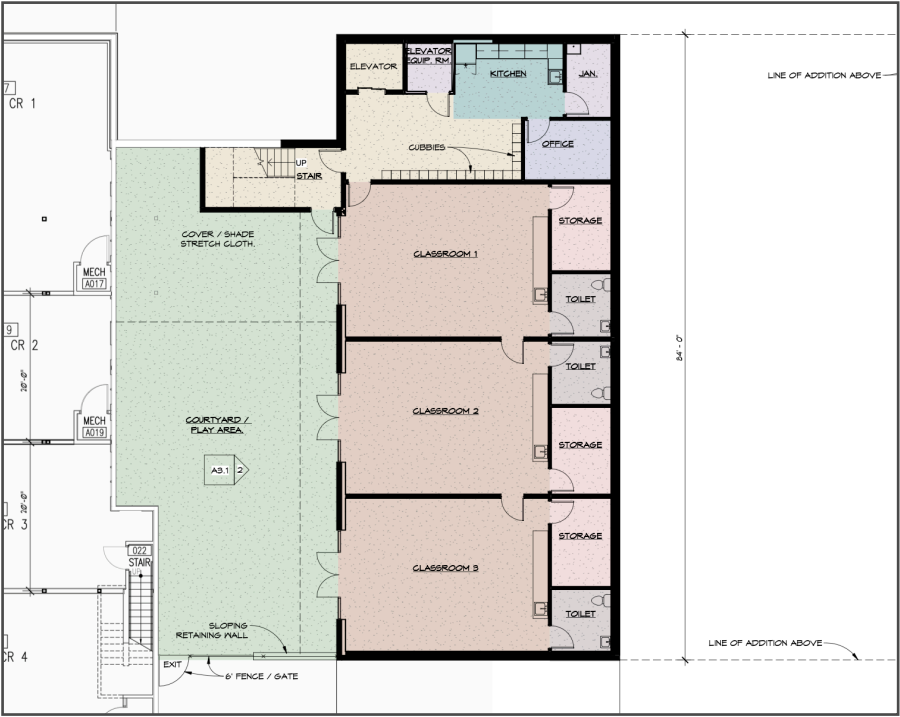 ELEVATOR
ELEVATOR
EQUIP. RM.
KITCHEN
JAN.
LINE OF ADDITION ABOVE
7
CR 1
CUBBIES
OFFICE
UP
STAIR
COVER / SHADE
STRETCH CLOTH.
CLASSROOM 1
STORAGE
MECH
A017
TOILET
9
CR 2
20'-0"
84' - 0"
TOILET
CLASSROOM 2
MECH
A019
COURTYARD /
PLAY AREA
STORAGE
A3.1 2
20'-0"
CR 3
STORAGE
022
STAIR
UP
CLASSROOM 3
TOILET
SLOPING
RETAINING WALL
LINE OF ADDITION ABOVE
CR 4
EXIT
6' FENCE / GATE